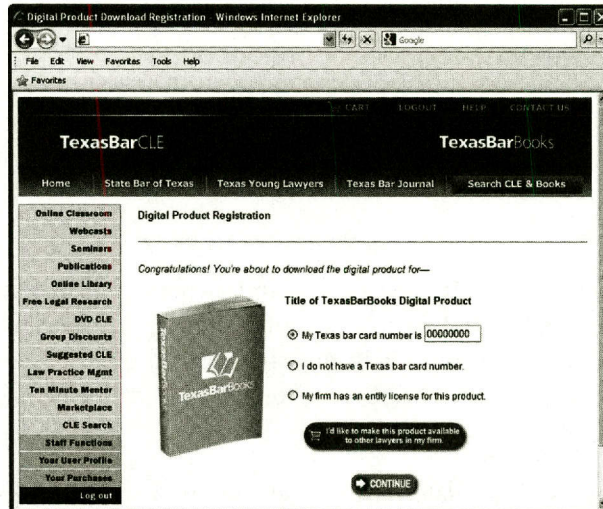 Digital Product Download Registration - Windows Internet Explorer
Google
File Edit View Favorites Tools Help
Favorites
CART LOGOUT HELP CONTACT US
TexasBarCLE TexasBarBooks
Home State Bar of Texas Texas Young Lawyers Texas Bar Journal Search CLE & Books
Online Classroom
Webcasts
Seminars
Publications
Online Library
Free Legal Research
DVD CLE
Group Discounts
Suggested CLE
Law Practice Mgmt
Ten Minute Mentor
Marketplace
CLE Search
Staff Functions
Your User Profile
Your Purchases
Log out
Digital Product Registration
Congratulations! You're about to download the digital product for—
TexasBarBooks
Title of TexasBarBooks Digital Product
My Texas bar card number is 00000000
I do not have a Texas bar card number.
My firm has an entity license for this product.
I'd like to make this product available
to other lawyers in my firm.
CONTINUE